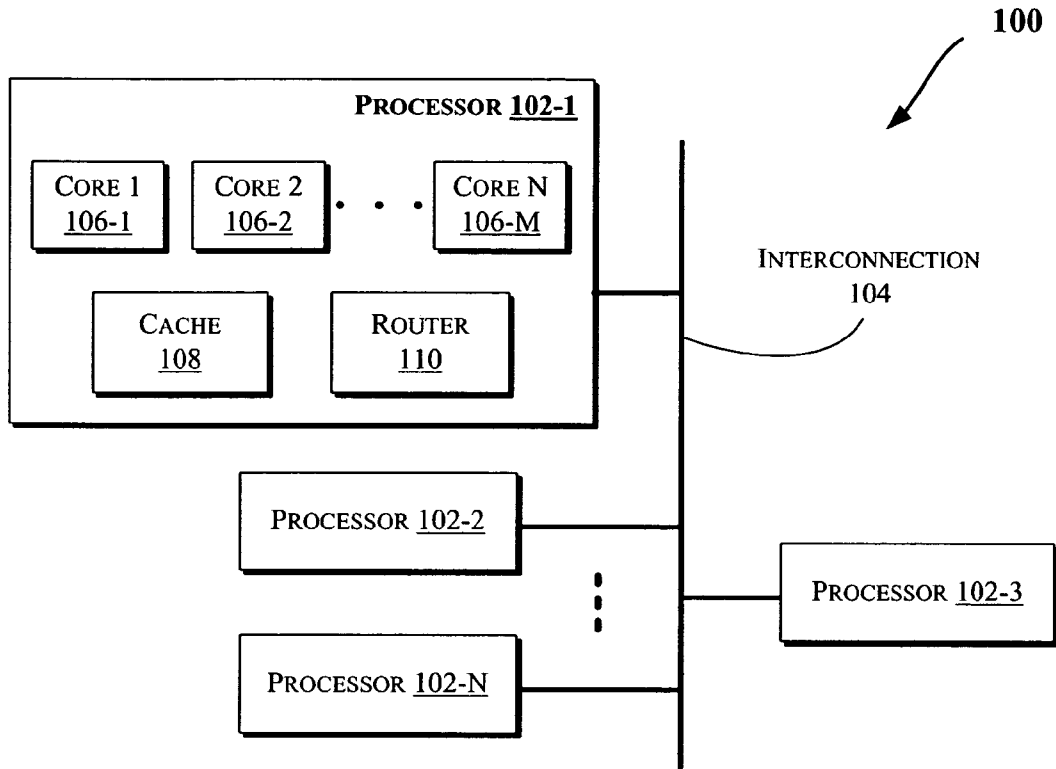 100
PROCESSOR 102-1
CORE 1
106-1
CORE 2
106-2
CORE N
106-M
CACHE
108
ROUTER
110
INTERCONNECTION
104
PROCESSOR 102-2
PROCESSOR 102-3
PROCESSOR 102-N